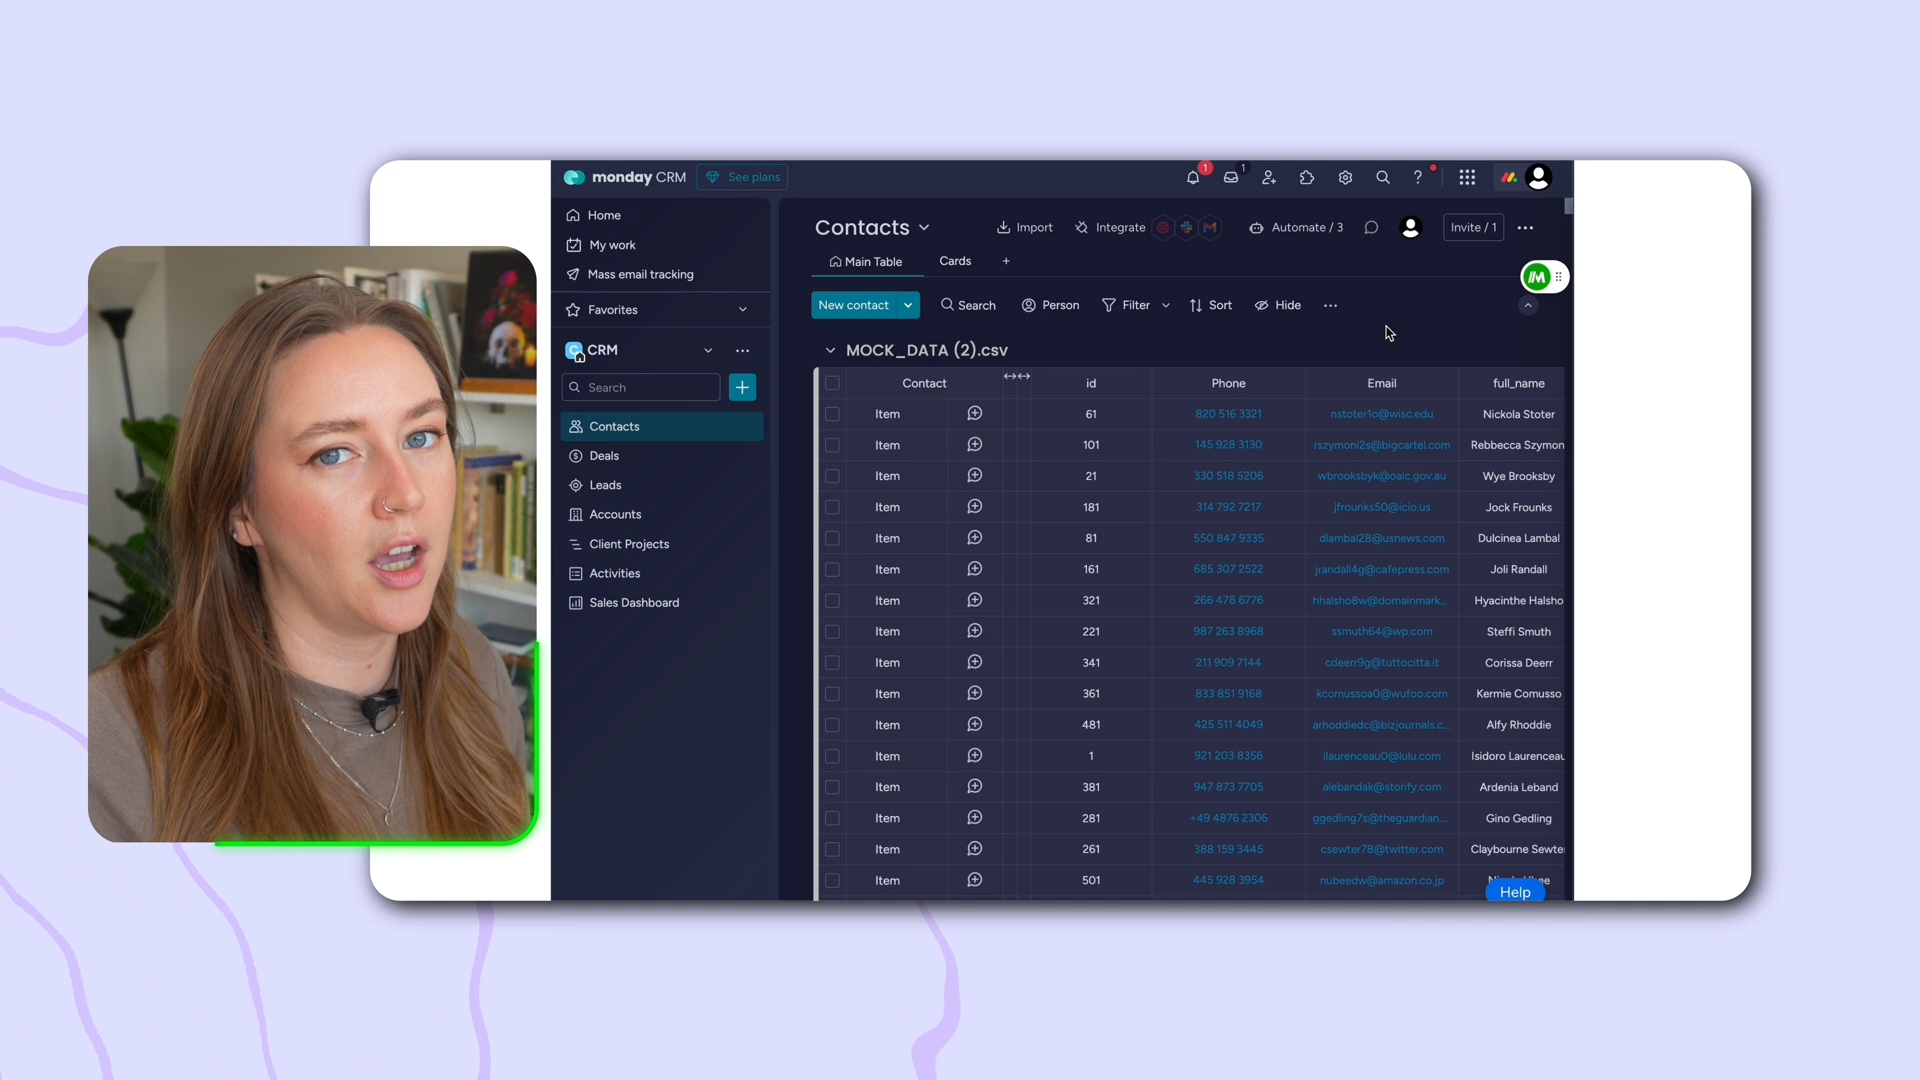 monday CRM See plans 1 1
Home
My work
Mass email tracking
Favorites
CRM
Search
Contacts
Deals
Leads
Accounts
Client Projects
Activities
Sales Dashboard
Contacts Import Integrate Automate / 3 Invite / 1
Main Table Cards +
New contact Search Person Filter Sort Hide
MOCK_DATA (2).csv
Contact id Phone Email full_name
Item 61 820 516 3321 nstoter1o@wisc.edu Nickola Stoter
Item 101 145 928 3130 rszymoni2s@bigcartel.com Rebbecca Szymon
Item 21 330 518 5206 wbrooksbyk@oaic.gov.au Wye Brooksby
Item 181 314 792 7217 jfrounks50@icio.us Jock Frounks
Item 81 550 847 9335 dlambal28@usnews.com Dulcinea Lambal
Item 161 685 307 2522 jrandall4g@cafepress.com Joli Randall
Item 321 266 478 6776 hhalsho8w@domainmark... Hyacinthe Halsho
Item 221 987 263 8968 ssmuth64@wp.com Steffi Smuth
Item 341 211 909 7144 cdeerr9g@tuttocitta.it Corissa Deerr
Item 361 833 851 9168 kcomussoa0@wufoo.com Kermie Comusso
Item 481 425 511 4049 arhoddiedc@bizjournals.c... Alfy Rhoddie
Item 1 921 203 8356 ilaurenceau0@lulu.com Isidoro Laurenceau
Item 381 947 873 7705 alebandak@storify.com Ardenia Leband
Item 281 +49 4876 2306 ggedling7s@theguardian... Gino Gedling
Item 261 388 159 3445 csewter78@twitter.com Claybourne Sewte
Item 501 445 928 3954 nubeedw@amazon.co.jp
Help